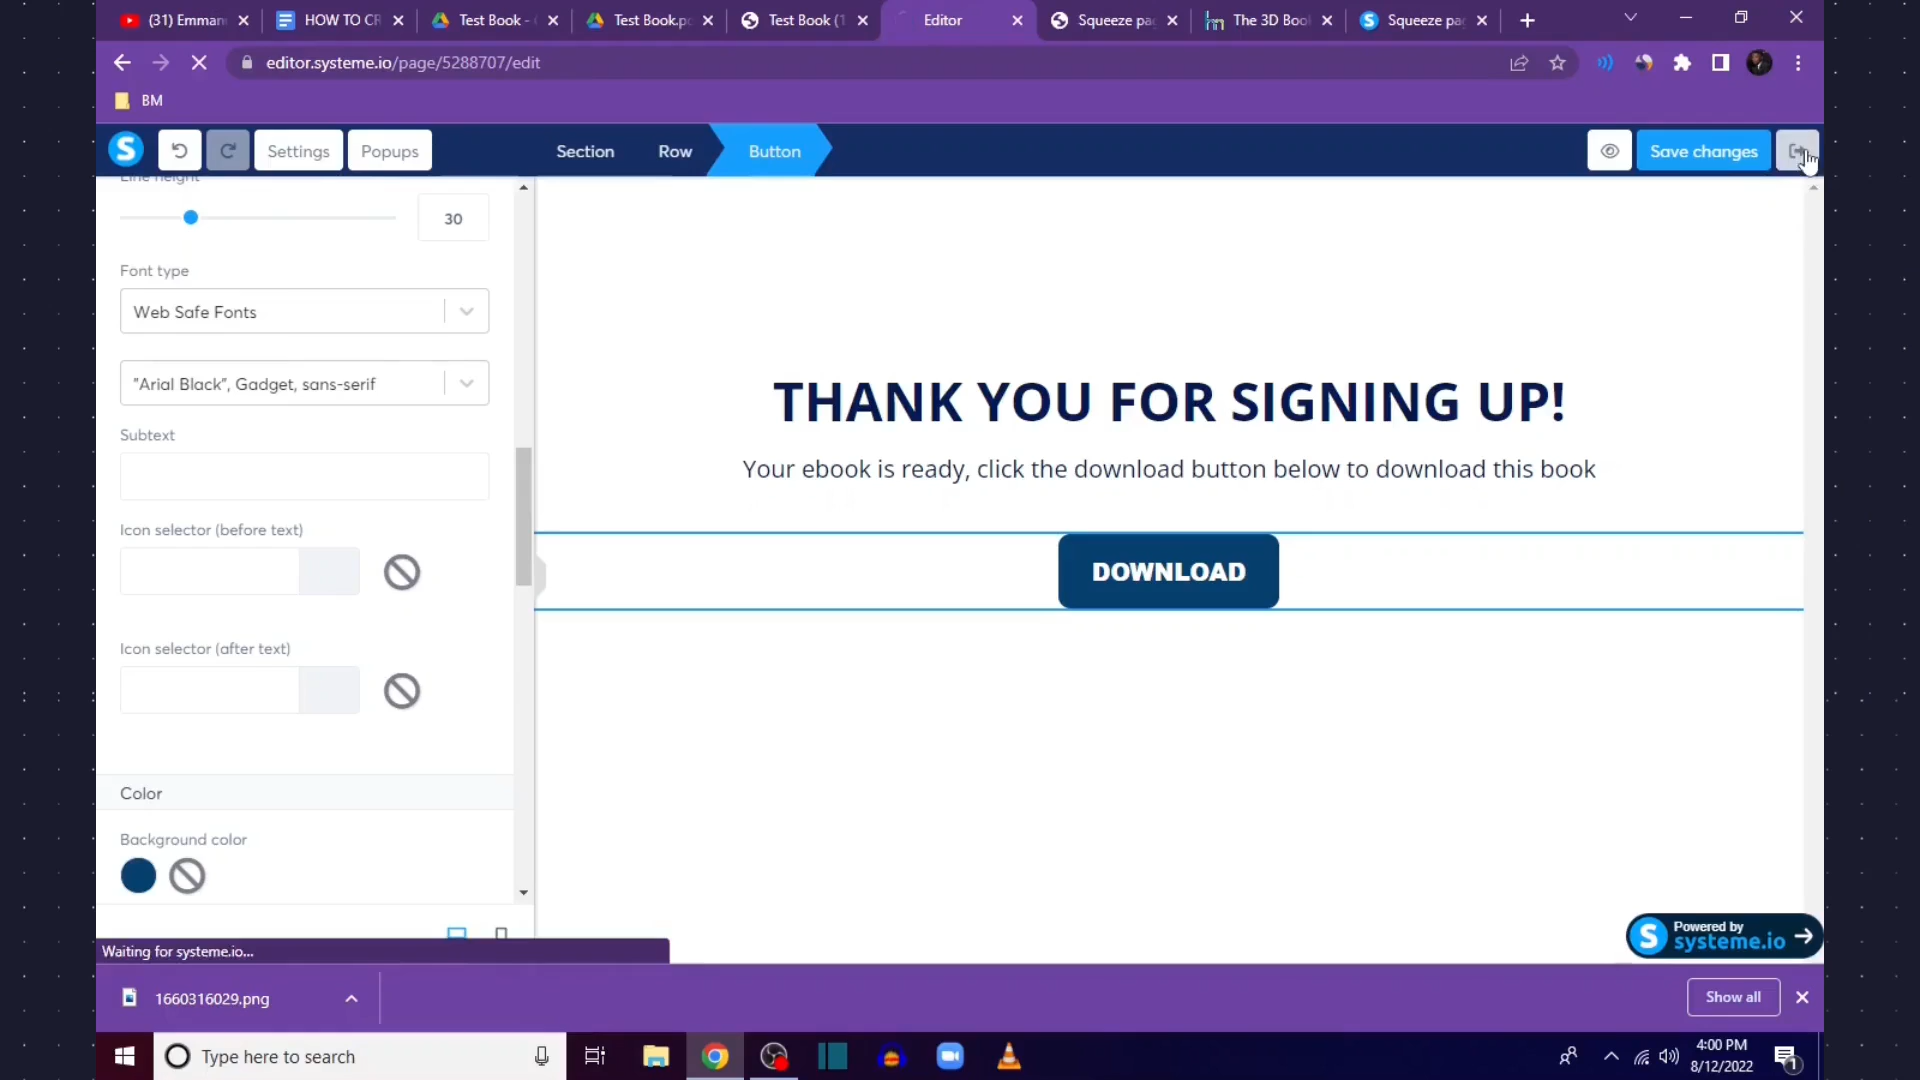 (31) Emman
HOW TO CR
Test Book -
Test Book.p
Test Book (1
Editor
Squeeze pa
The 3D Boo
Squeeze pa
editor.systeme.io/page/5288707/edit
BM
S
Settings
Popups
Section
Row
Button
Save changes
Line height
30
Font type
Web Safe Fonts
"Arial Black", Gadget, sans-serif
Subtext
Icon selector (before text)
Icon selector (after text)
Color
Background color
THANK YOU FOR SIGNING UP!
Your ebook is ready, click the download button below to download this book
DOWNLOAD
S
Powered by
systeme.io
Waiting for systeme.io...
1660316029.png
Show all
Type here to search
4:00 PM
8/12/2022
1